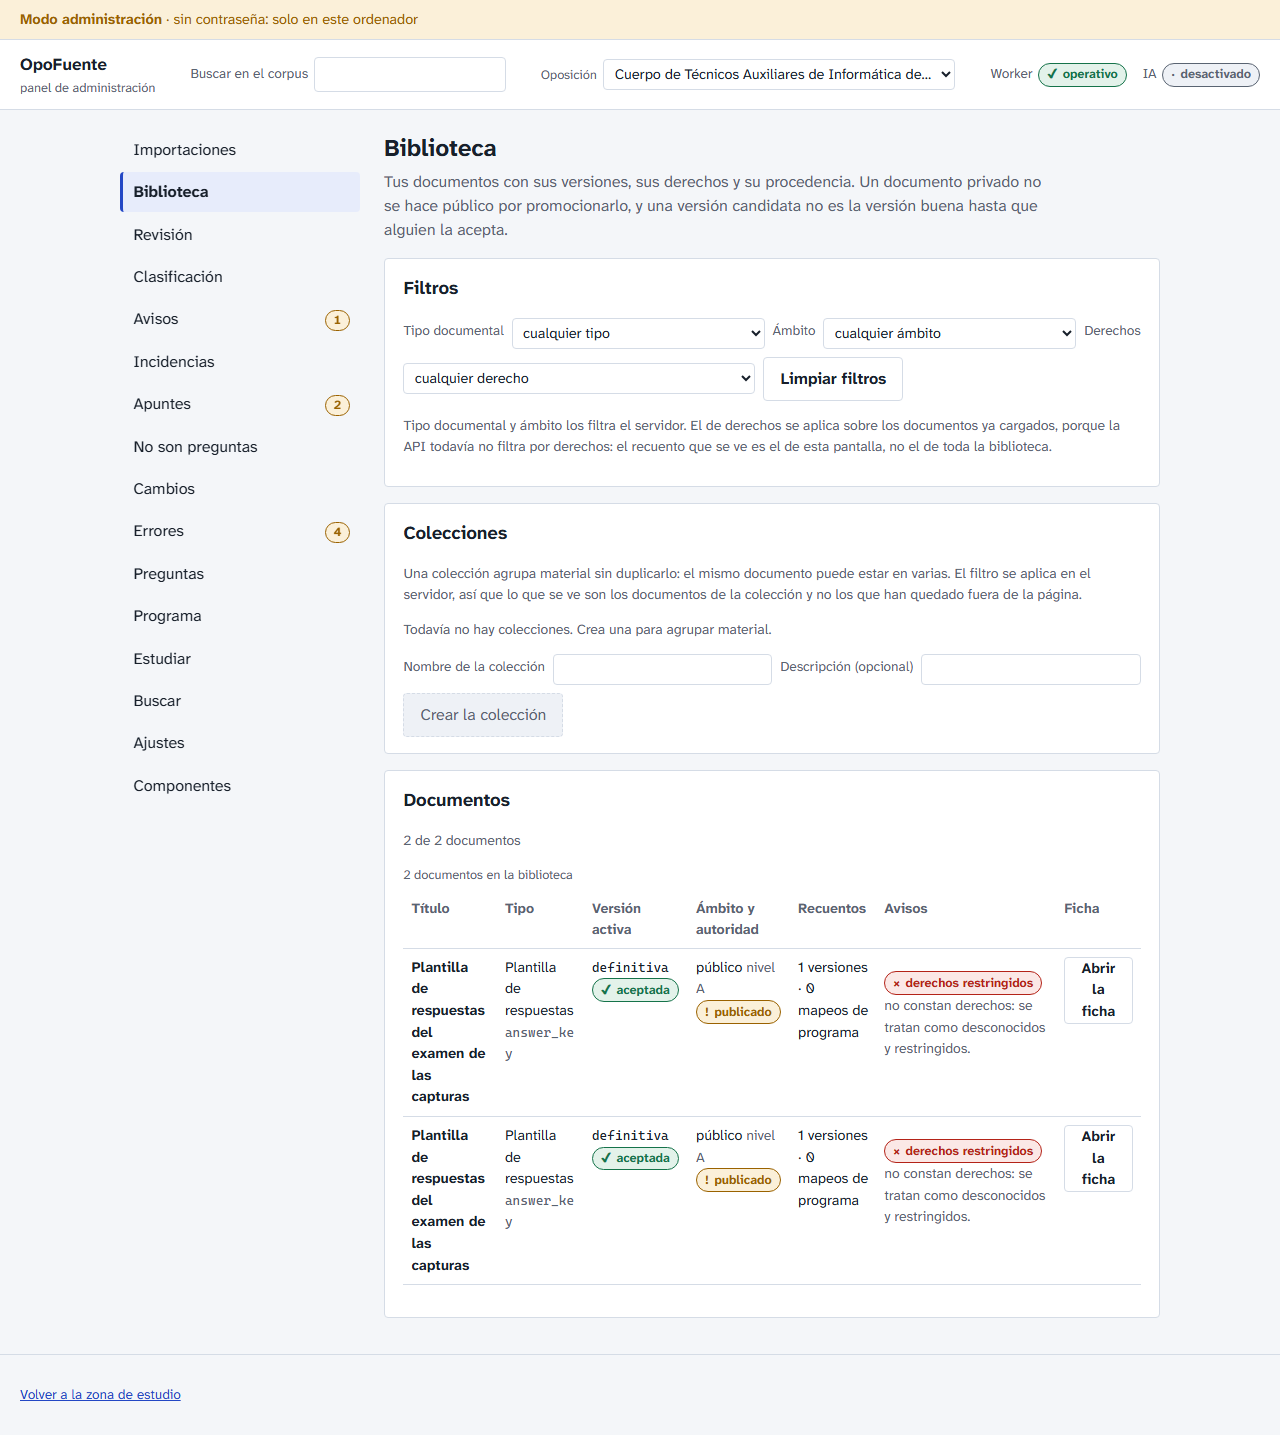 Modo administración · sin contraseña: solo en este ordenador
OpoFuente
panel de administración
Buscar en el corpus
Oposición
Cuerpo de Técnicos Auxiliares de Informática de...
Worker
✓ operativo
IA
· desactivado
Importaciones
Biblioteca
Revisión
Clasificación
Avisos 1
Incidencias
Apuntes 2
No son preguntas
Cambios
Errores 4
Preguntas
Programa
Estudiar
Buscar
Ajustes
Componentes
Biblioteca
Tus documentos con sus versiones, sus derechos y su procedencia. Un documento privado no
se hace público por promocionarlo, y una versión candidata no es la versión buena hasta que
alguien la acepta.
Filtros
Tipo documental cualquier tipo Ámbito cualquier ámbito Derechos
cualquier derecho Limpiar filtros
Tipo documental y ámbito los filtra el servidor. El de derechos se aplica sobre los documentos ya cargados, porque la
API todavía no filtra por derechos: el recuento que se ve es el de esta pantalla, no el de toda la biblioteca.
Colecciones
Una colección agrupa material sin duplicarlo: el mismo documento puede estar en varias. El filtro se aplica en el
servidor, así que lo que se ve son los documentos de la colección y no los que han quedado fuera de la página.
Todavía no hay colecciones. Crea una para agrupar material.
Nombre de la colección Descripción (opcional)
Crear la colección
Documentos
2 de 2 documentos
2 documentos en la biblioteca
Título
Tipo
Versión
activa
Ámbito y
autoridad
Recuentos
Avisos
Ficha
Plantilla
de
respuestas
del
examen de
las
capturas
Plantilla
de
respuestas
answer_ke
y
definitiva
✓ aceptada
público nivel
A
! publicado
1 versiones
· 0
mapeos de
programa
× derechos restringidos
no constan derechos: se
tratan como desconocidos
y restringidos.
Abrir
la
ficha
Plantilla
de
respuestas
del
examen de
las
capturas
Plantilla
de
respuestas
answer_ke
y
definitiva
✓ aceptada
público nivel
A
! publicado
1 versiones
· 0
mapeos de
programa
× derechos restringidos
no constan derechos: se
tratan como desconocidos
y restringidos.
Abrir
la
ficha
Volver a la zona de estudio